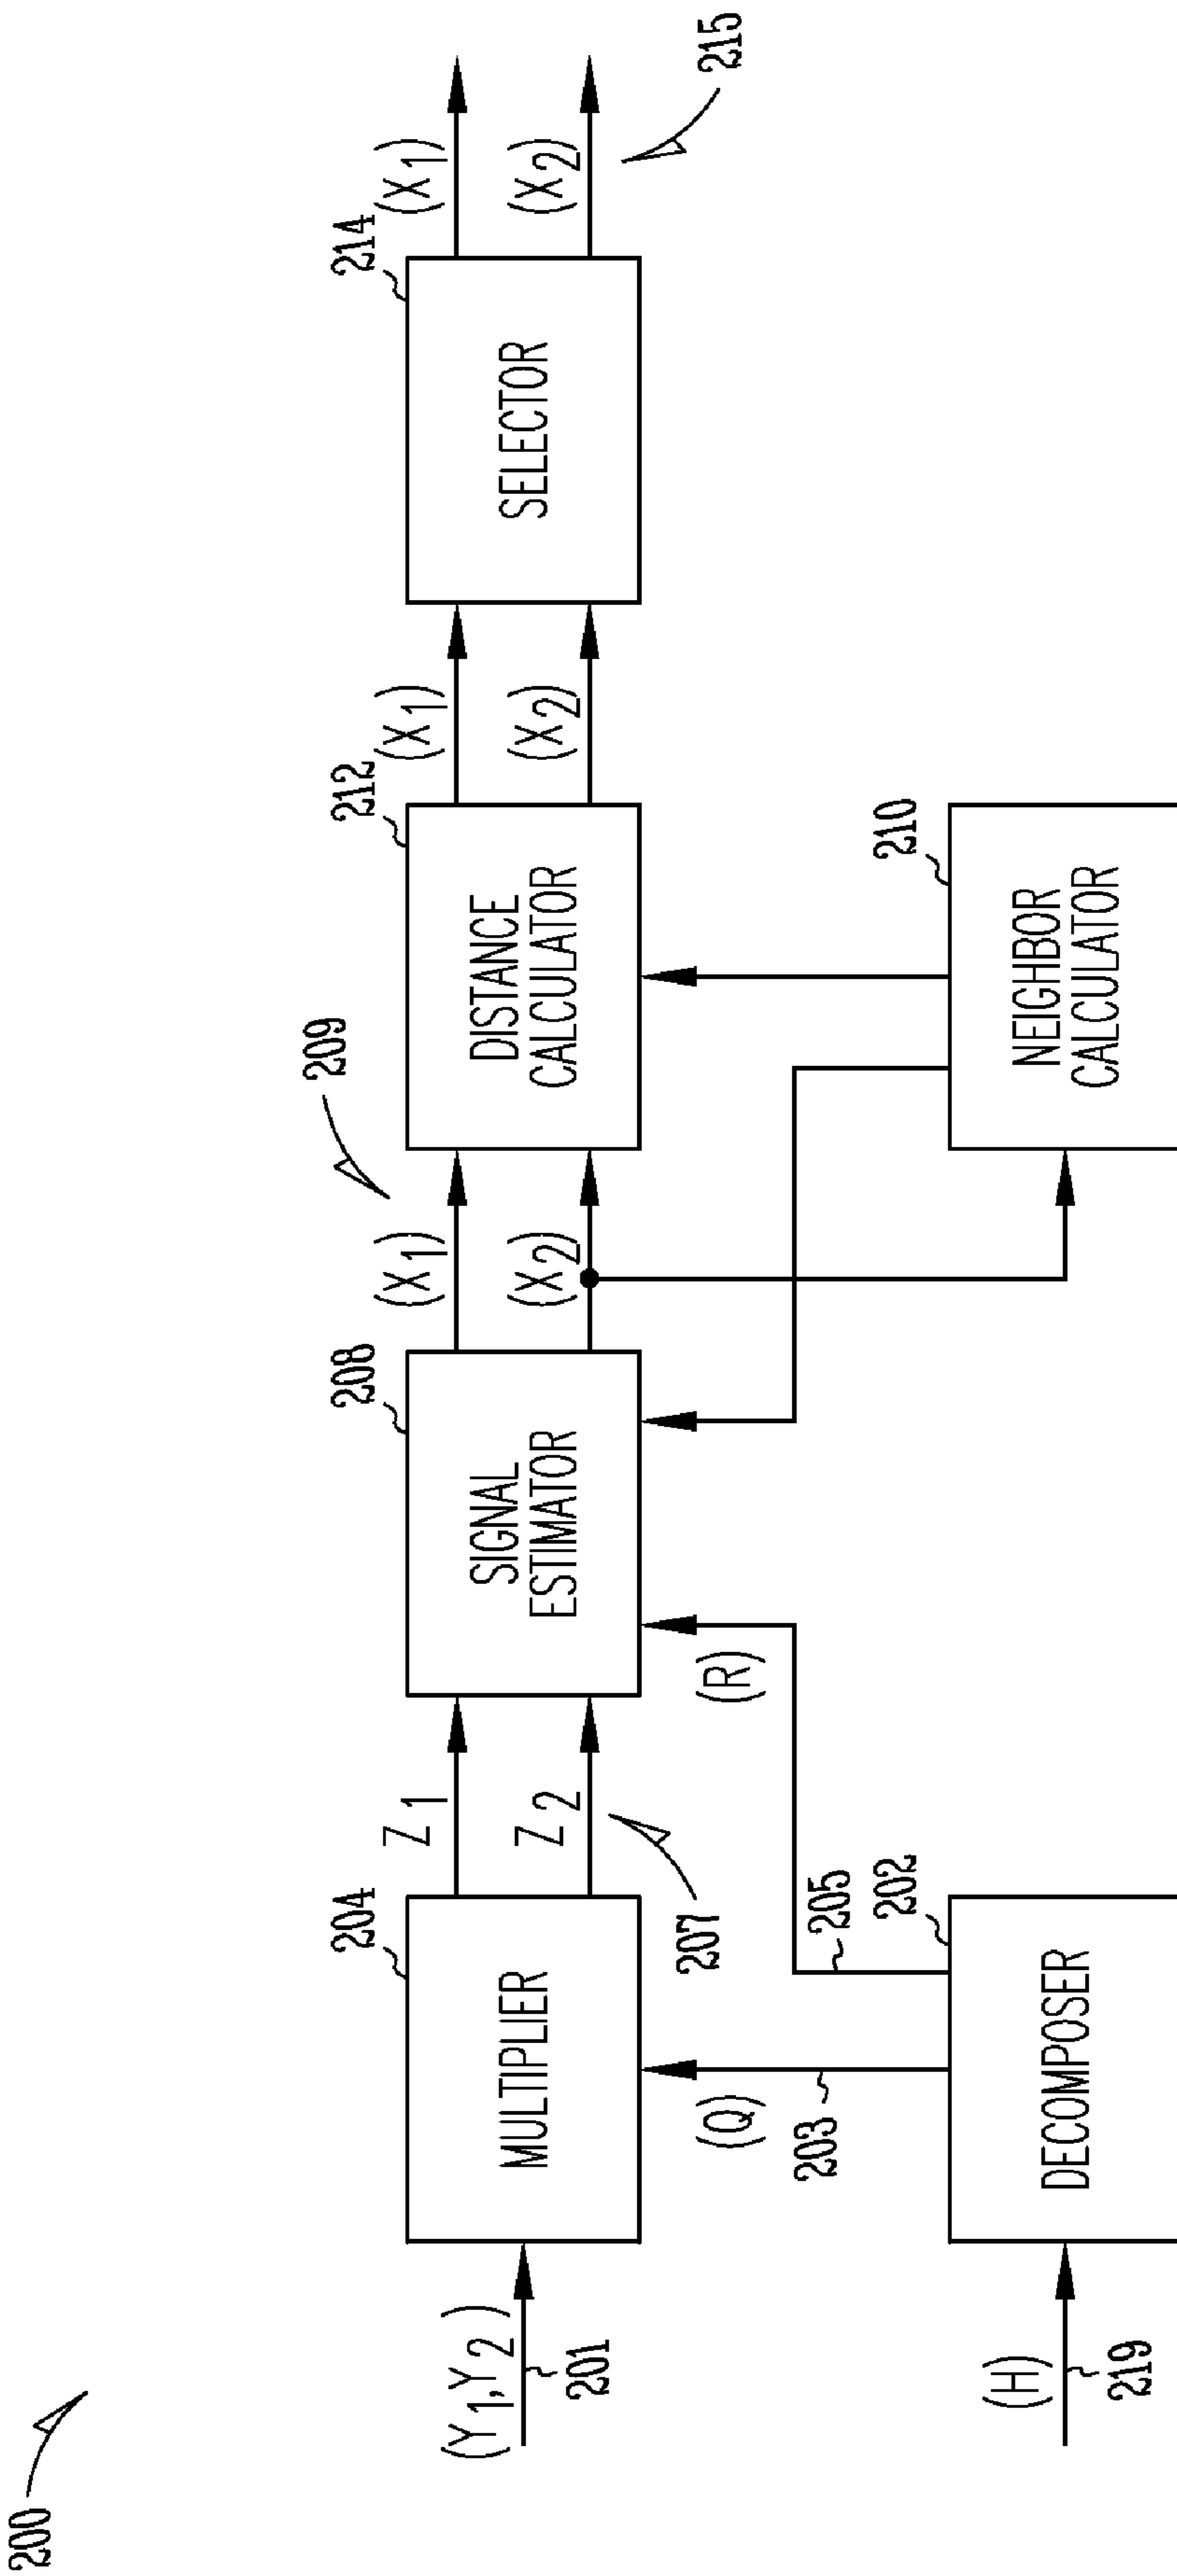 200
(Y1,Y2)
201
MULTIPLIER
204
Z1
Z2
207
SIGNAL
ESTIMATOR
208
(X1)
(X2)
209
DISTANCE
CALCULATOR
212
(X1)
(X2)
SELECTOR
214
(X1)
(X2)
215
(Q)
203
(R)
205
(H)
219
DECOMPOSER
202
NEIGHBOR
CALCULATOR
210